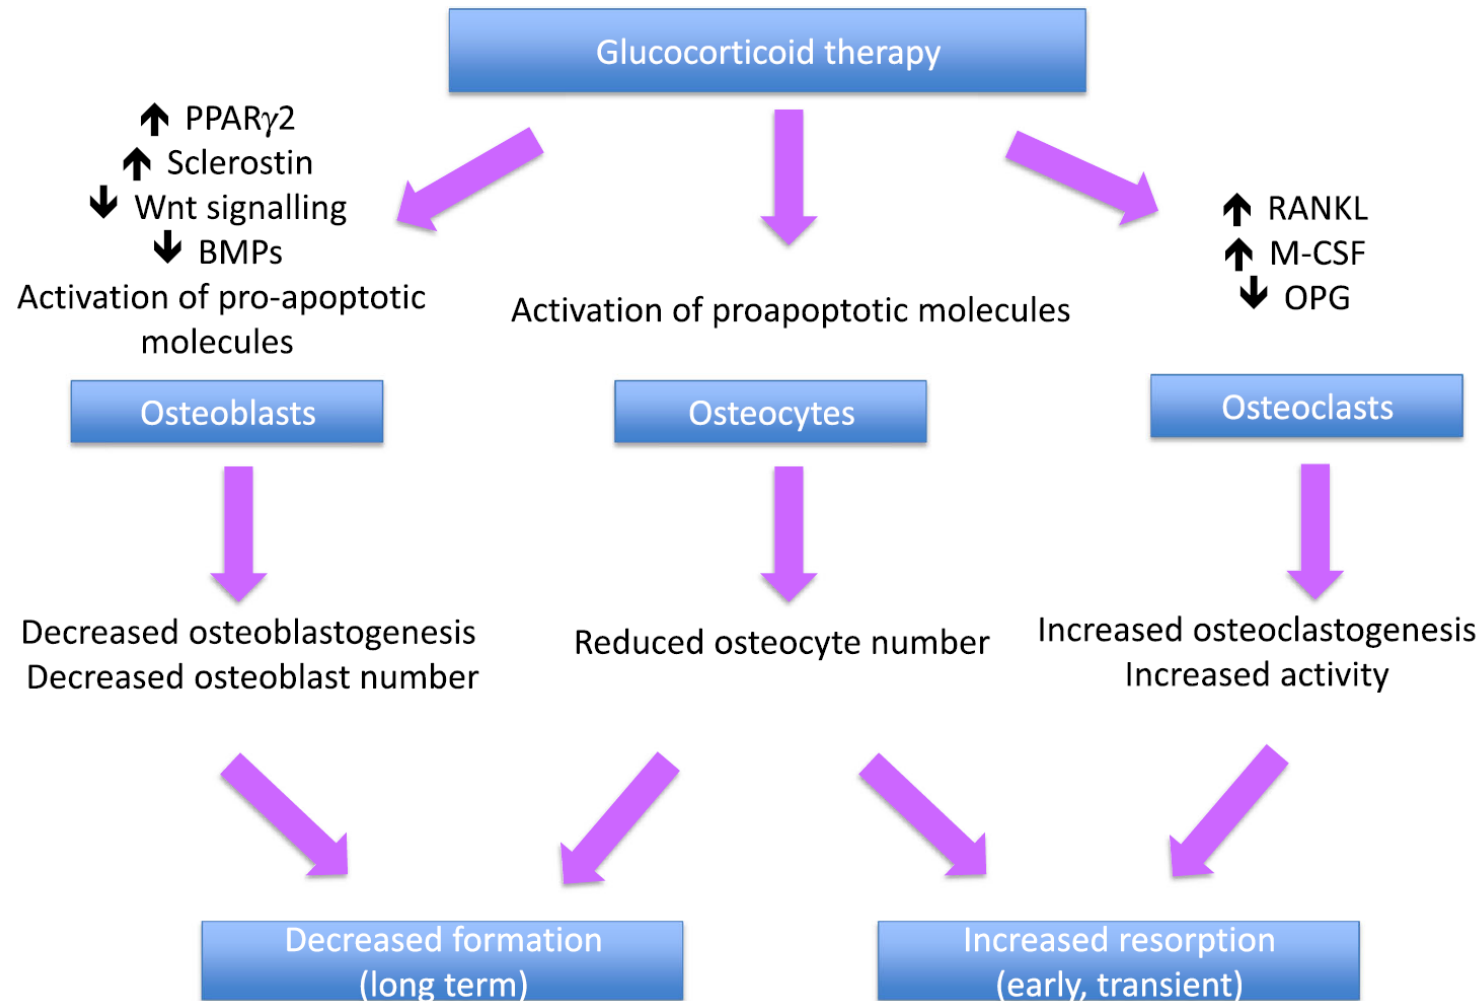 Glucocorticoid therapy
↑ PPARγ2
↑ Sclerostin
↓ Wnt signalling
↓ BMPs
Activation of pro-apoptotic
molecules
Activation of proapoptotic molecules
↑ RANKL
↑ M-CSF
↓ OPG
Osteoblasts
Osteocytes
Osteoclasts
Decreased osteoblastogenesis
Decreased osteoblast number
Reduced osteocyte number
Increased osteoclastogenesis
Increased activity
Decreased formation
(long term)
Increased resorption
(early, transient)